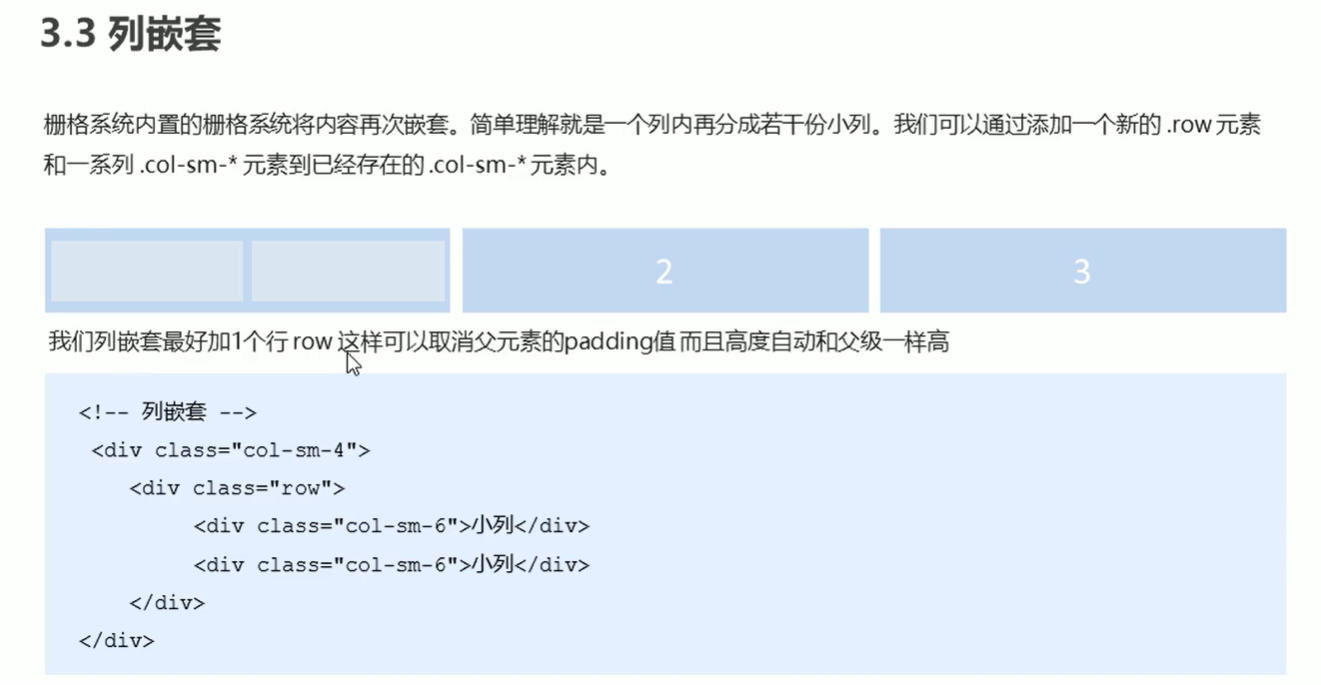 3.3 列嵌套
栅格系统内置的栅格系统将内容再次嵌套。简单理解就是一个列内再分成若干份小列。我们可以通过添加一个新的 .row 元素
和一系列 .col-sm-* 元素到已经存在的 .col-sm-* 元素内。
2
3
我们列嵌套最好加1个行 row 这样可以取消父元素的padding值 而且高度自动和父级一样高
<!-- 列嵌套 -->
<div class="col-sm-4">
<div class="row">
<div class="col-sm-6">小列</div>
<div class="col-sm-6">小列</div>
</div>
</div>